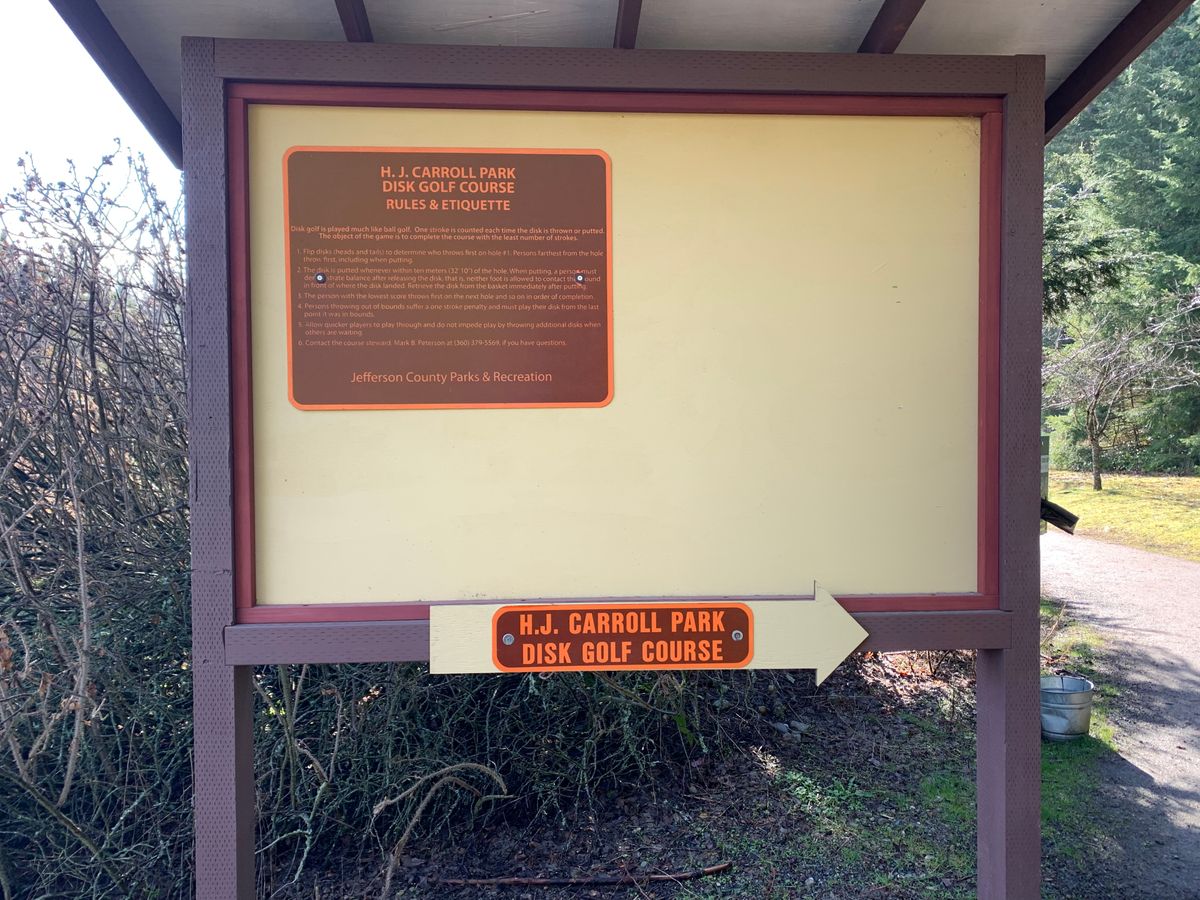 H. J. CARROLL PARK
DISK GOLF COURSE
RULES & ETIQUETTE
Disk golf is played much like ball golf. One stroke is counted each time the disk is thrown or putted.
The object of the game is to complete the course with the least number of strokes.
1. Flip disks (heads and tails) to determine who throws first on hole #1. Persons farthest from the hole
throw first, including when putting.
2. The disk is putted whenever within ten meters (32' 10") of the hole. When putting, a person must
balance after releasing the disk, that is, neither foot is allowed to contact the
in front of where the disk landed. Retrieve the disk from the basket immediately after putting.
3. The person with the lowest score throws first on the next hole and so on in order of completion.
4. Persons throwing out of bounds suffer a one stroke penalty and must play their disk from the last
point it was in bounds.
5. Allow quicker players to play through and do not impede play by throwing additional disks when
others are waiting.
6. Contact the course steward, Mark B. Peterson at (360) 379-5569, if you have questions.
Jefferson County Parks & Recreation
H.J. CARROLL PARK
DISK GOLF COURSE